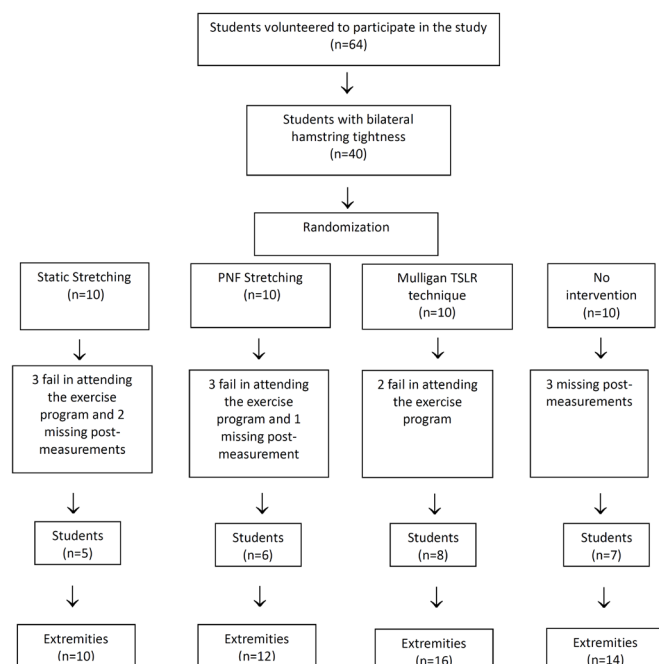 Students volunteered to participate in the study
(n=64)
Students with bilateral
hamstring tightness
(n=40)
Randomization
Static Stretching
(n=10)
PNF Stretching
(n=10)
Mulligan TSLR
technique
(n=10)
No
intervention
(n=10)
3 fail in attending
the exercise
program and 2
missing post-
measurements
3 fail in attending
the exercise
program and 1
missing post-
measurement
2 fail in attending
the exercise
program
3 missing post-
measurements
Students
(n=5)
Students
(n=6)
Students
(n=8)
Students
(n=7)
Extremities
(n=10)
Extremities
(n=12)
Extremities
(n=16)
Extremities
(n=14)